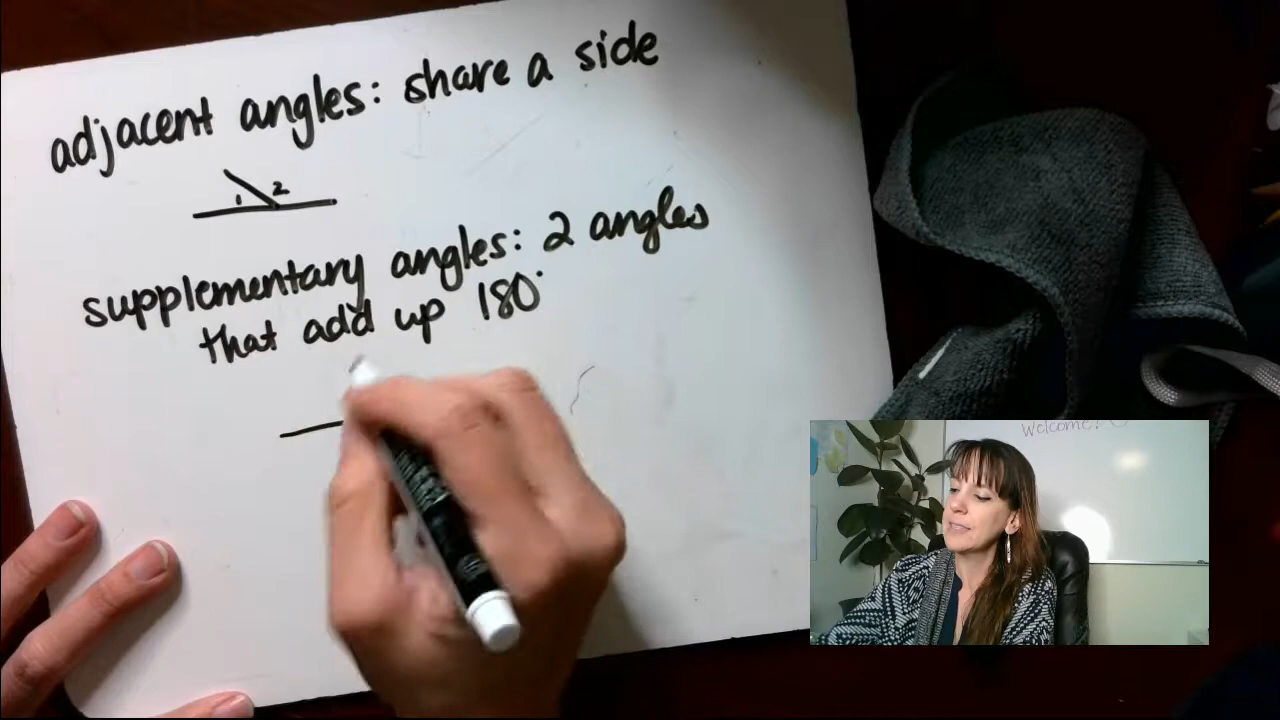 adjacent angles: share a side
1 2
supplementary angles: 2 angles
that add up 180°
Welcome!